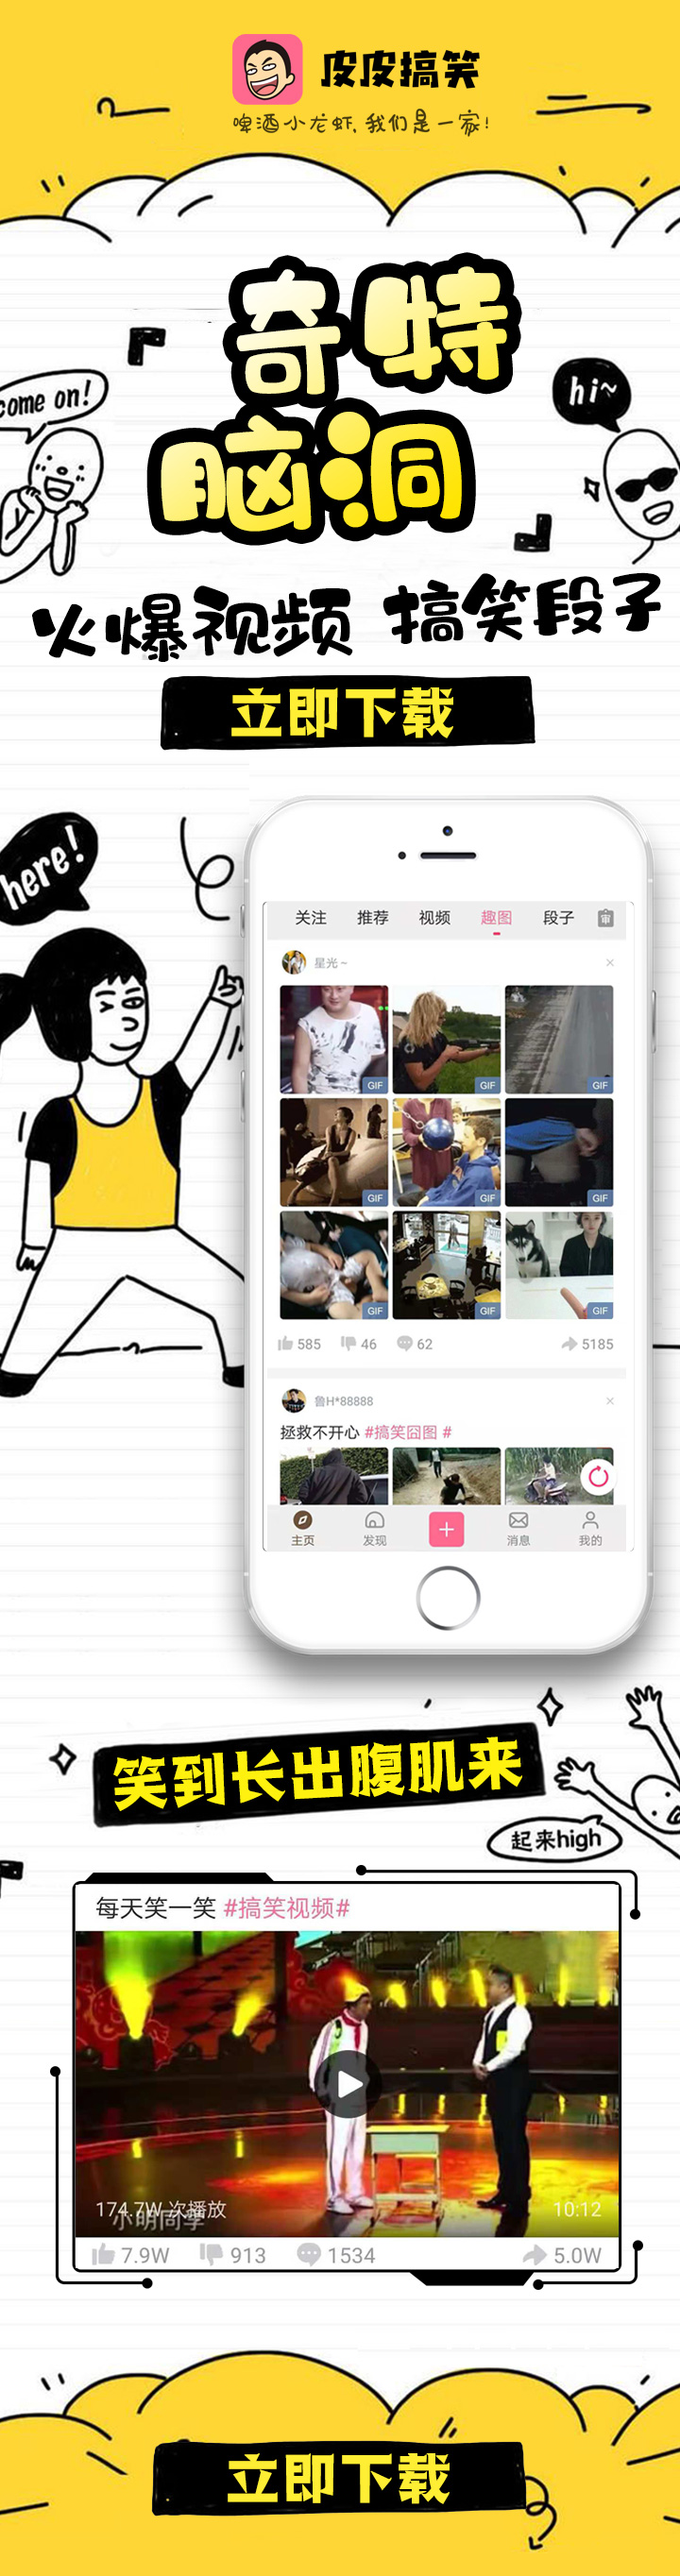 皮皮搞笑
啤酒小龙虾,我们是一家!
奇特
脑洞
come on!
hi~
火爆视频 搞笑段子
立即下载
here!
关注 推荐 视频 趣图 段子 审
星光~
GIF GIF GIF
GIF GIF GIF
GIF GIF GIF
585 46 62 5185
鲁H*88888
拯救不开心 #搞笑囧图 #
主页 发现 消息 我的
笑到长出腹肌来
起来high
每天笑一笑 #搞笑视频#
174.7W 次播放 10:12
小明同学
7.9W 913 1534 5.0W
立即下载